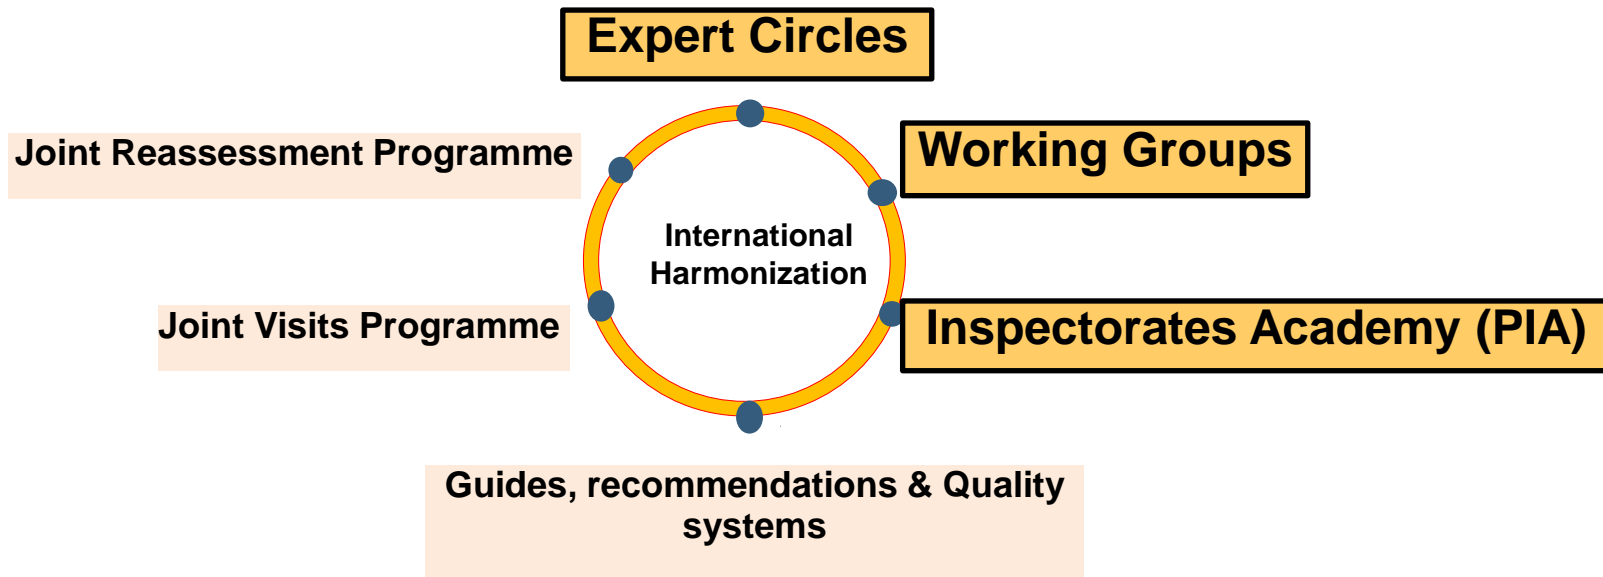 Expert Circles
Joint Reassessment Programme
Working Groups
International
Harmonization
Joint Visits Programme
Inspectorates Academy (PIA)
Guides, recommendations & Quality
systems